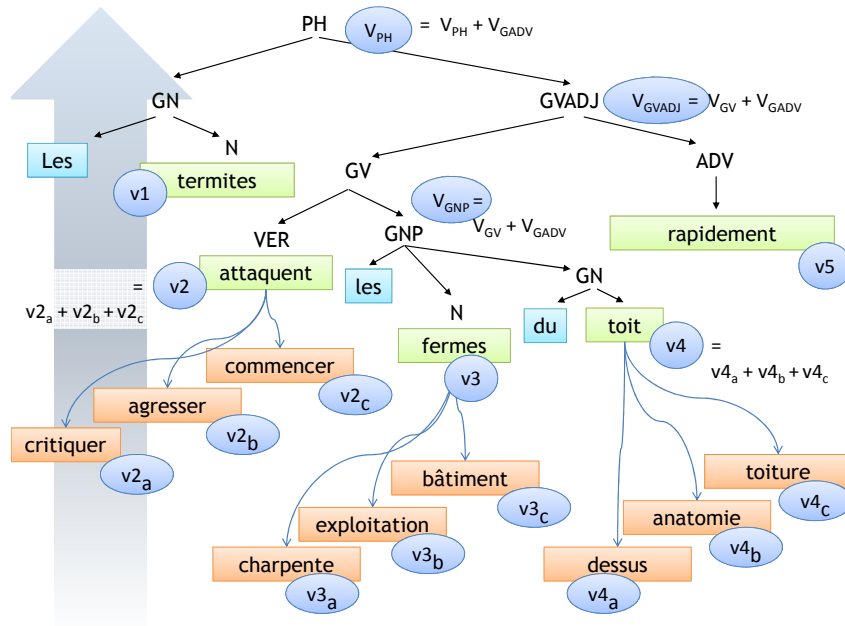 PH
V_PH = V_PH + V_GADV
GN
GVADJ
V_GVADJ = V_GV + V_GADV
Les
N
termites
v1
GV
ADV
V_GNP =
V_GV + V_GADV
VER
GNP
rapidement
v5
= v2
attaquent
les
GN
v2_a + v2_b + v2_c
N
du
toit
v4 =
v4_a + v4_b + v4_c
fermes
v3
commencer
v2_c
agresser
v2_b
critiquer
v2_a
bâtiment
v3_c
exploitation
v3_b
charpente
v3_a
toiture
v4_c
anatomie
v4_b
dessus
v4_a